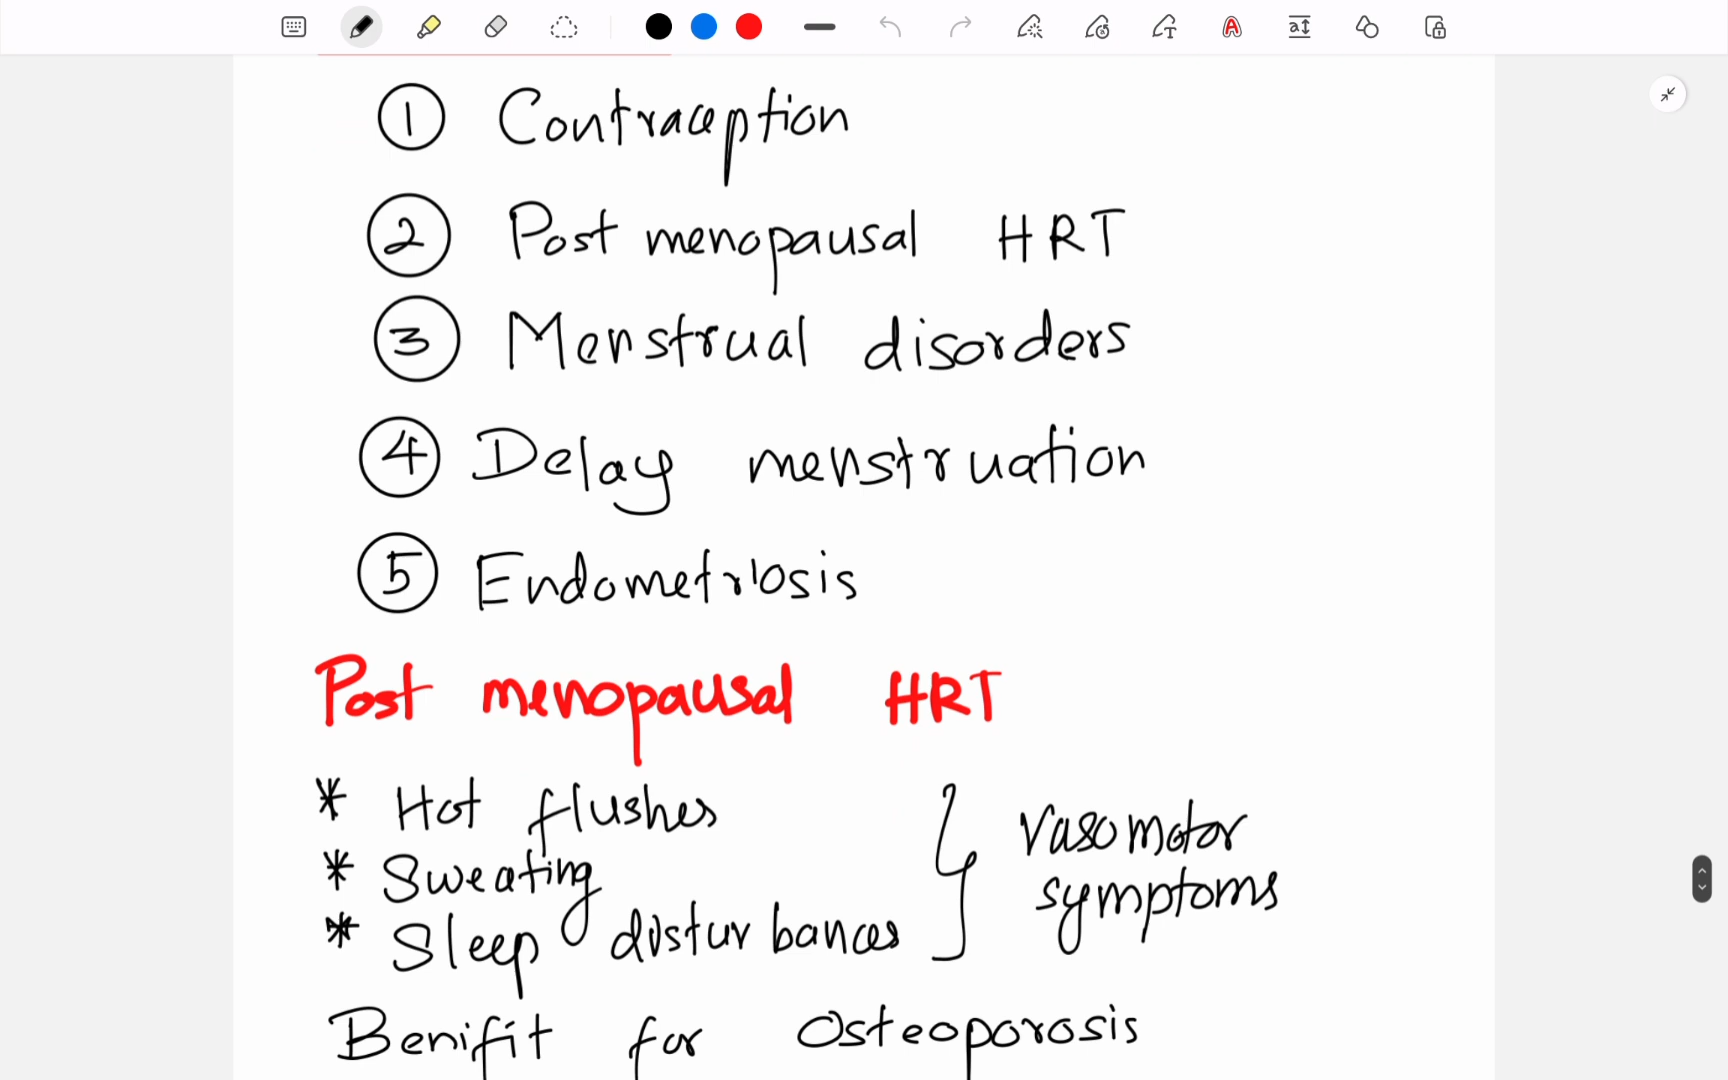 ① Contraception
② Post menopausal HRT
③ Menstrual disorders
④ Delay menstruation
⑤ Endometriosis
Post menopausal HRT
* Hot flushes
* Sweating
* Sleep disturbances
Vasomotor
symptoms
Benifit for Osteoporosis